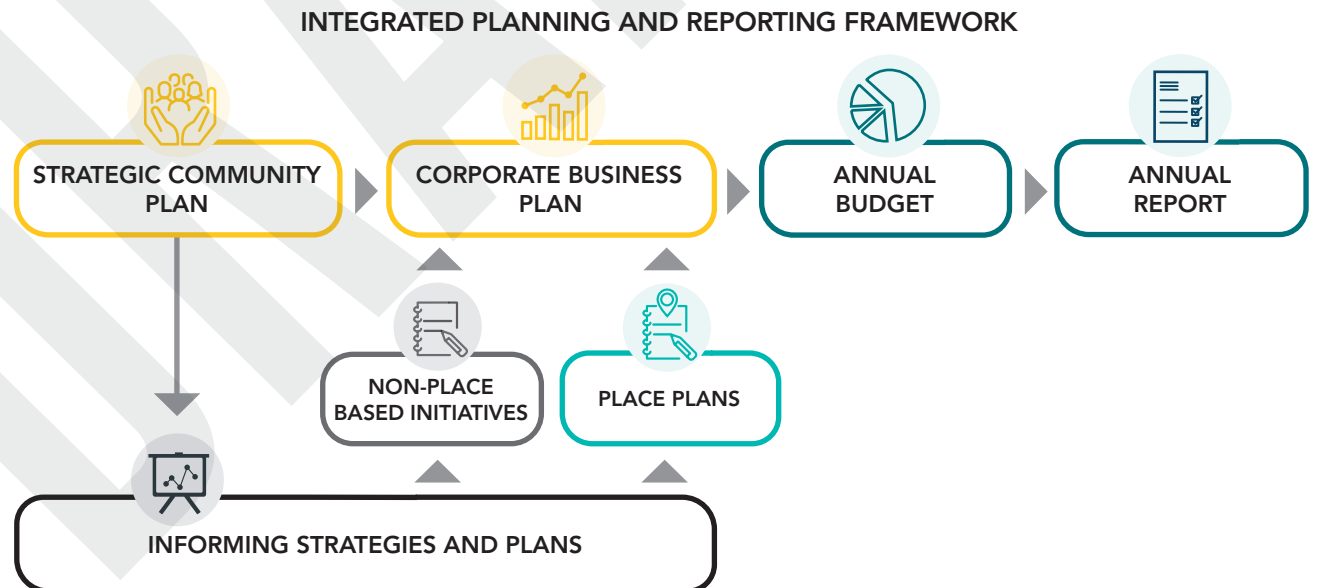 INTEGRATED PLANNING AND REPORTING FRAMEWORK
STRATEGIC COMMUNITY
PLAN
CORPORATE BUSINESS
PLAN
ANNUAL
BUDGET
ANNUAL
REPORT
NON-PLACE
BASED INITIATIVES
PLACE PLANS
INFORMING STRATEGIES AND PLANS